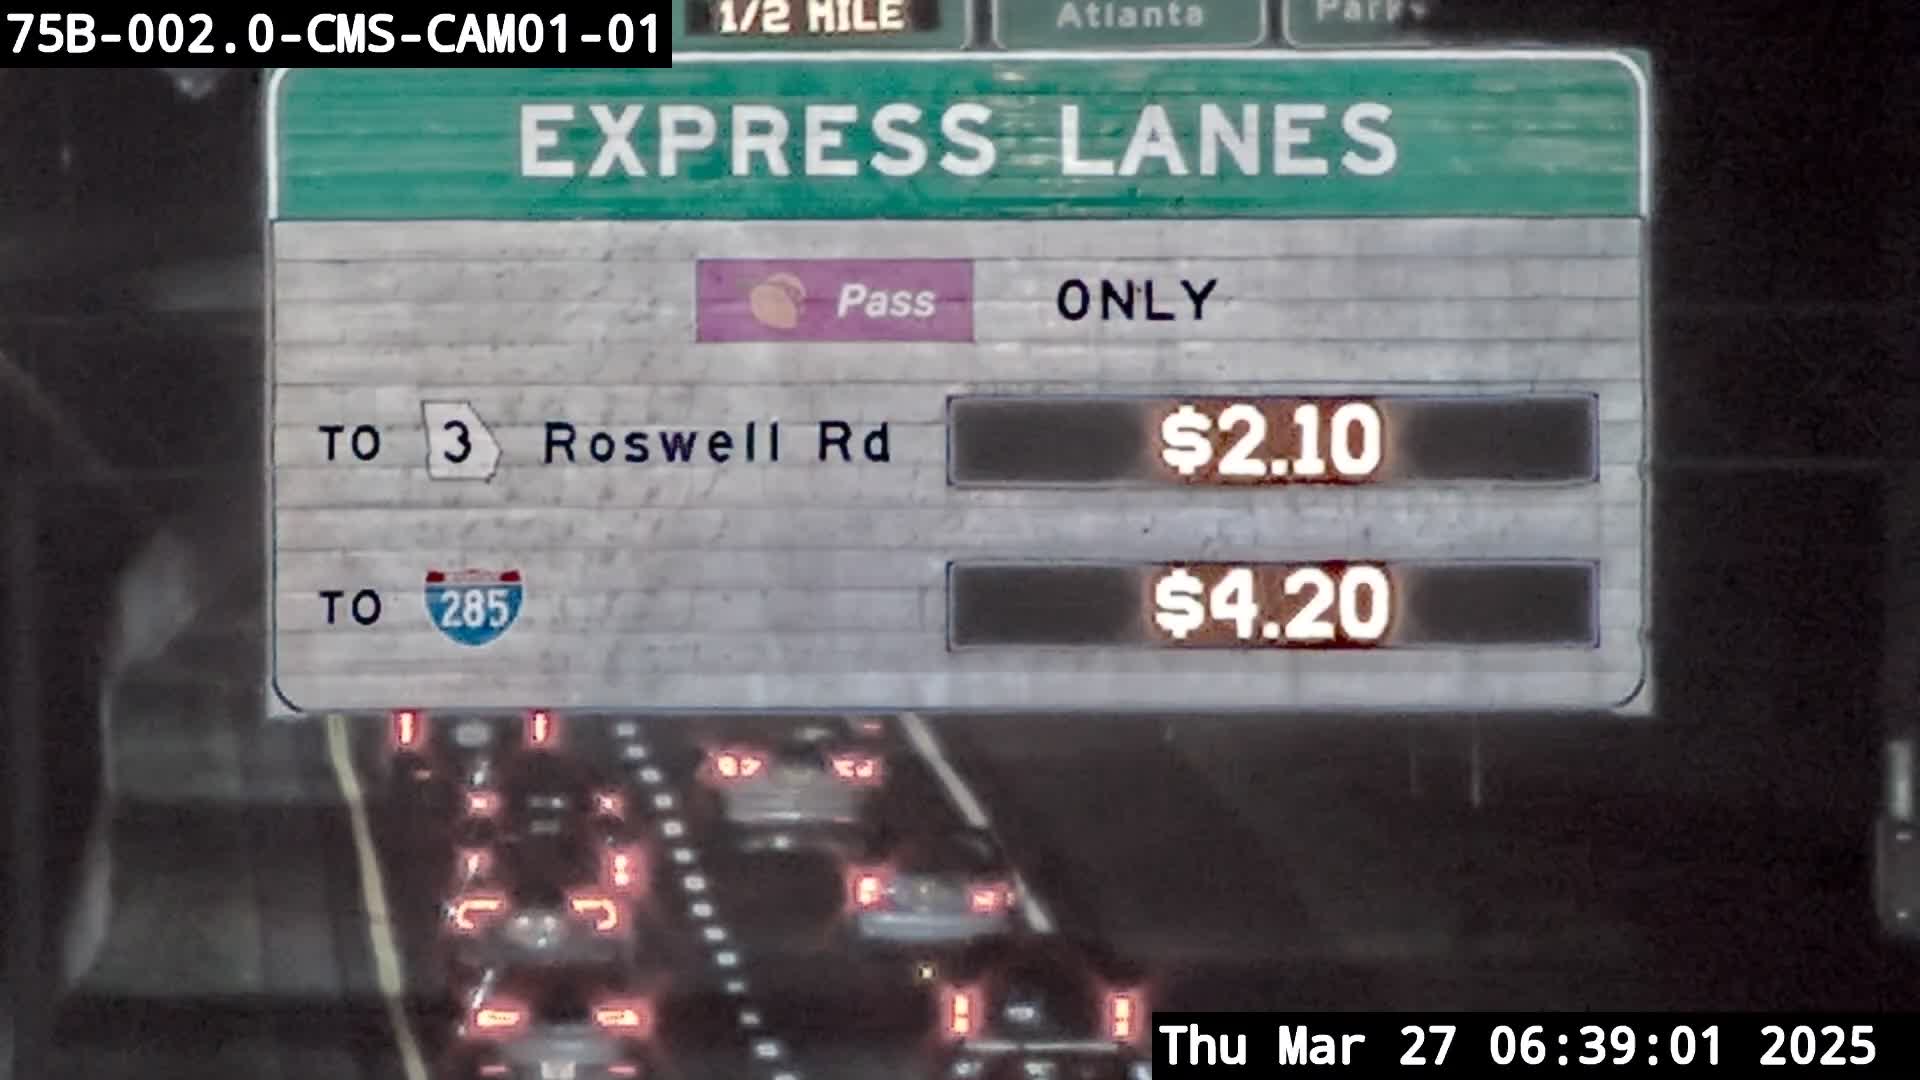 75B-002.0-CMS-CAM01-01
1/2 MILE
Atlanta
EXPRESS LANES
Pass ONLY
TO 3 Roswell Rd $2.10
TO 285 $4.20
Thu Mar 27 06:39:01 2025